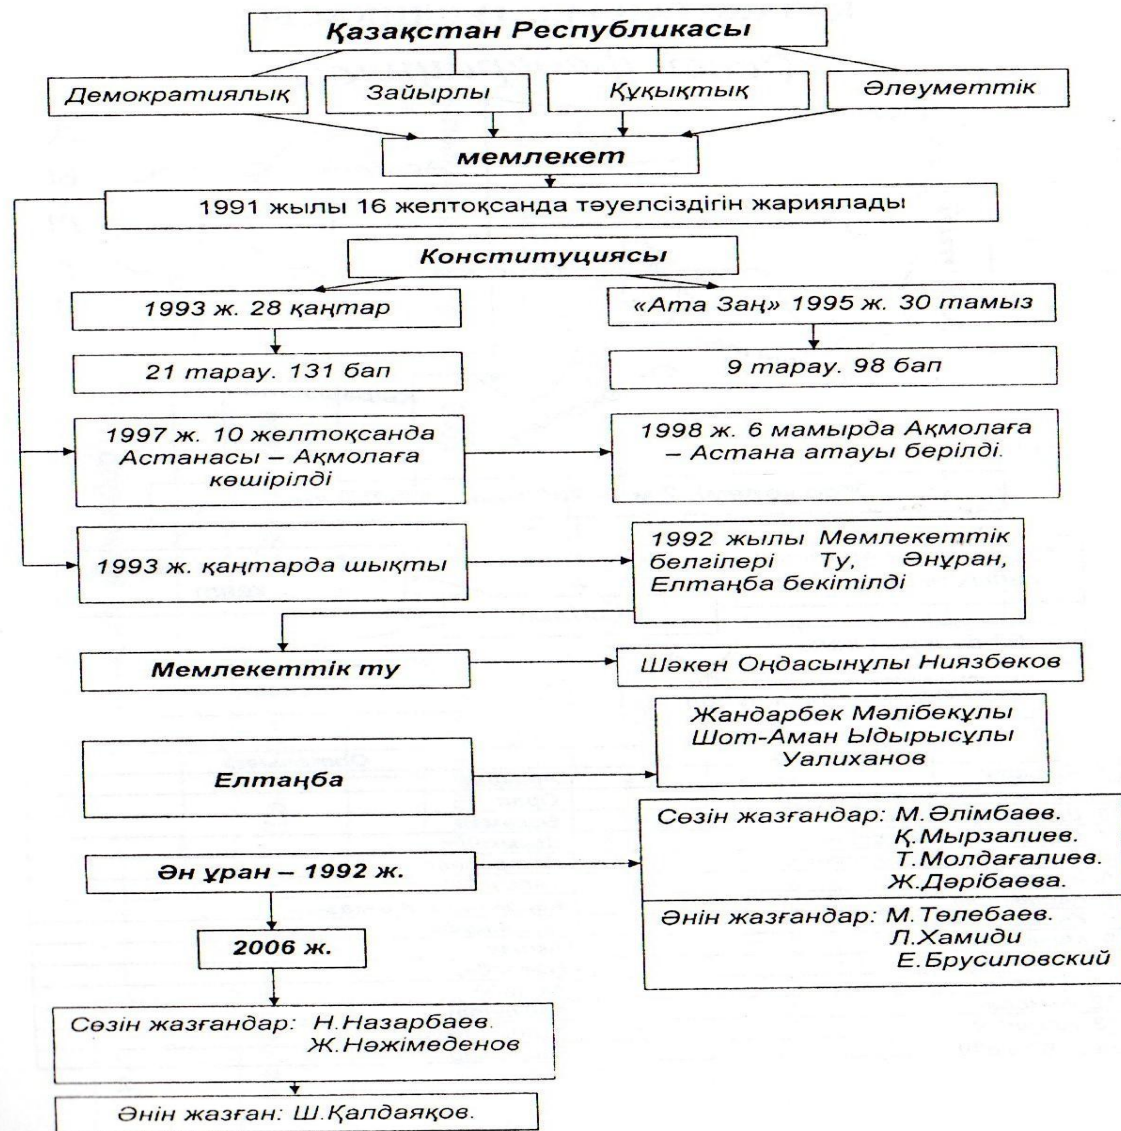 Қазақстан Республикасы
Демократиялық
Зайырлы
Құқықтық
Әлеуметтік
мемлекет
1991 жылы 16 желтоқсанда тәуелсіздігін жариялады
Конституциясы
1993 ж. 28 қаңтар
«Ата Заң» 1995 ж. 30 тамыз
21 тарау. 131 бап
9 тарау. 98 бап
1997 ж. 10 желтоқсанда
Астанасы – Ақмолаға
көшірілді
1998 ж. 6 мамырда Ақмолаға
– Астана атауы берілді.
1993 ж. қаңтарда шықты
1992 жылы Мемлекеттік
белгілері Ту, Әнұран,
Елтаңба бекітілді
Мемлекеттік ту
Шәкен Оңдасынұлы Ниязбеков
Елтаңба
Жандарбек Мәлібекұлы
Шот-Аман Ыдырысұлы
Уалиханов
Ән ұран – 1992 ж.
Сөзін жазғандар: М.Әлімбаев.
Қ.Мырзалиев.
Т.Молдағалиев.
Ж.Дәрібаева.
Әнін жазғандар: М.Төлебаев.
Л.Хамиди
Е.Брусиловский
2006 ж.
Сөзін жазғандар: Н.Назарбаев.
Ж.Нәжімеденов
Әнін жазған: Ш.Қалдаяқов.